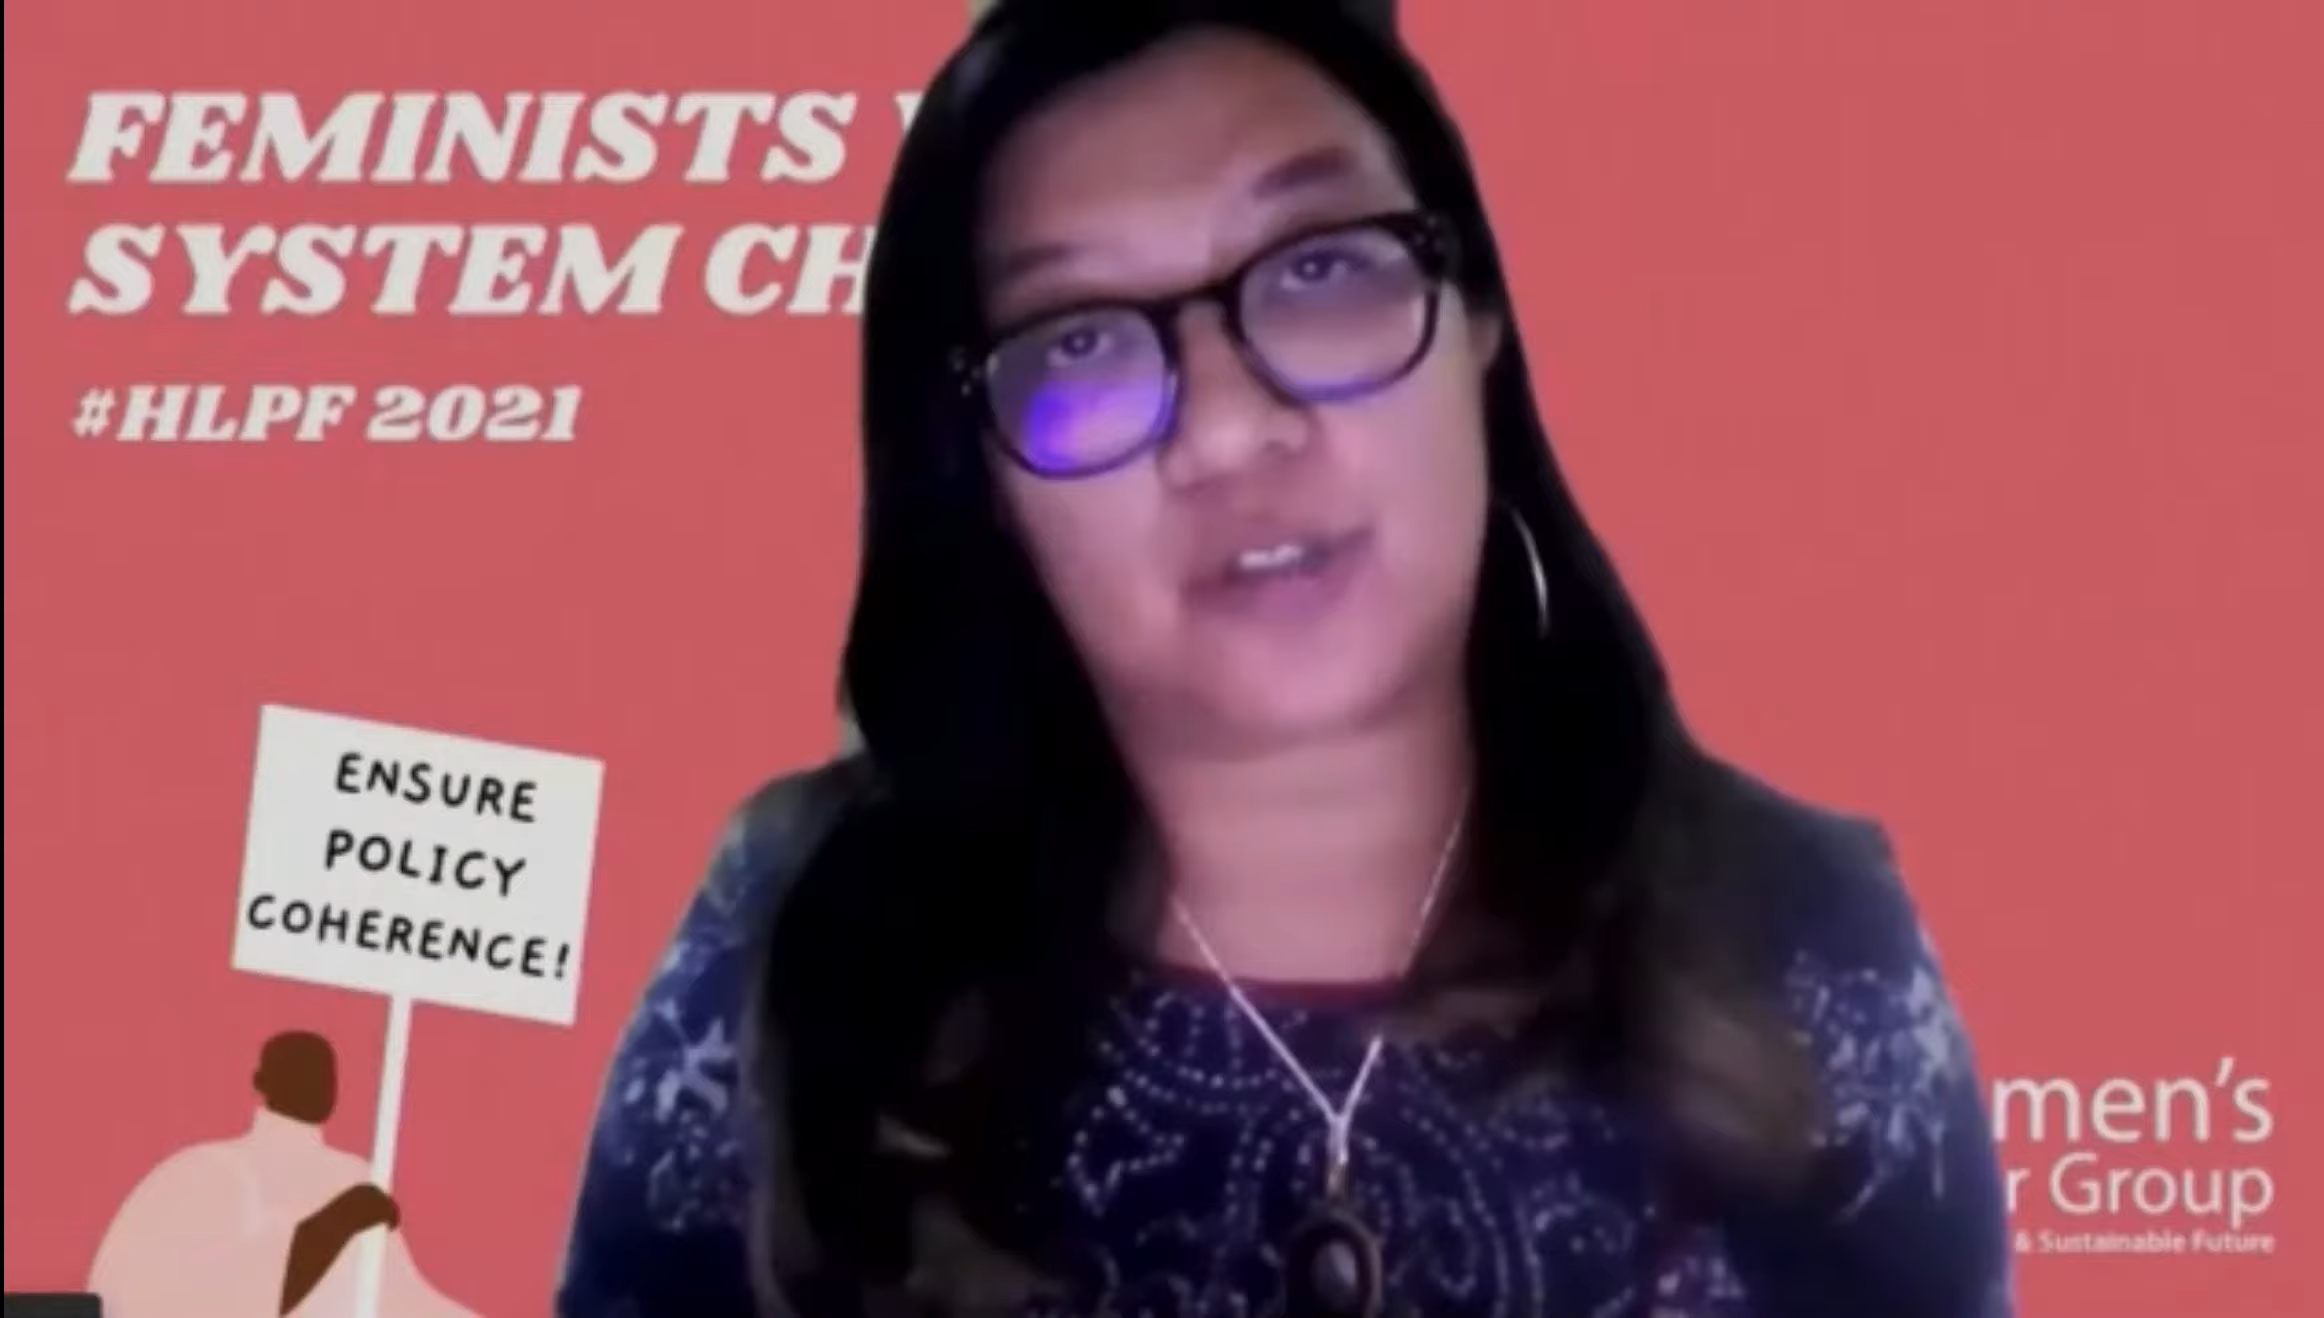 FEMINISTS
SYSTEM CH
#HLPF 2021
ENSURE
POLICY
COHERENCE!
men's
r Group
& Sustainable Future